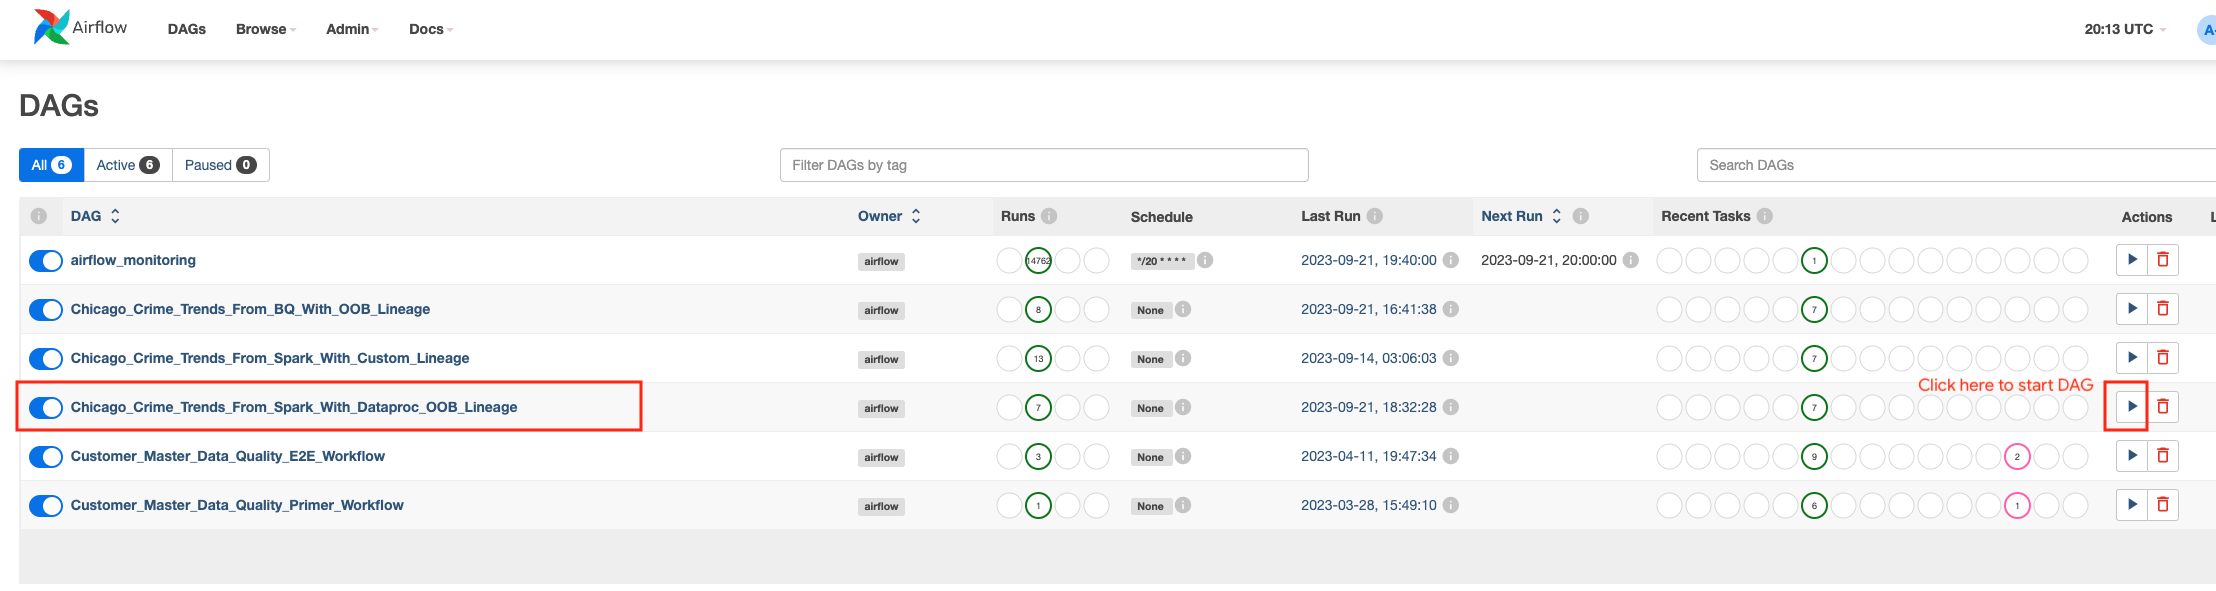 Airflow DAGs Browse Admin Docs 20:13 UTC A-
DAGs
All 6 Active 6 Paused 0 Filter DAGs by tag Search DAGs
DAG Owner Runs Schedule Last Run Next Run Recent Tasks Actions L
airflow_monitoring airflow 14762 */20 * * * * 2023-09-21, 19:40:00 2023-09-21, 20:00:00 1
Chicago_Crime_Trends_From_BQ_With_OOB_Lineage airflow 8 None 2023-09-21, 16:41:38 7
Chicago_Crime_Trends_From_Spark_With_Custom_Lineage airflow 13 None 2023-09-14, 03:06:03 7
Click here to start DAG
Chicago_Crime_Trends_From_Spark_With_Dataproc_OOB_Lineage airflow 7 None 2023-09-21, 18:32:28 7
Customer_Master_Data_Quality_E2E_Workflow airflow 3 None 2023-04-11, 19:47:34 9 2
Customer_Master_Data_Quality_Primer_Workflow airflow 1 None 2023-03-28, 15:49:10 6 1